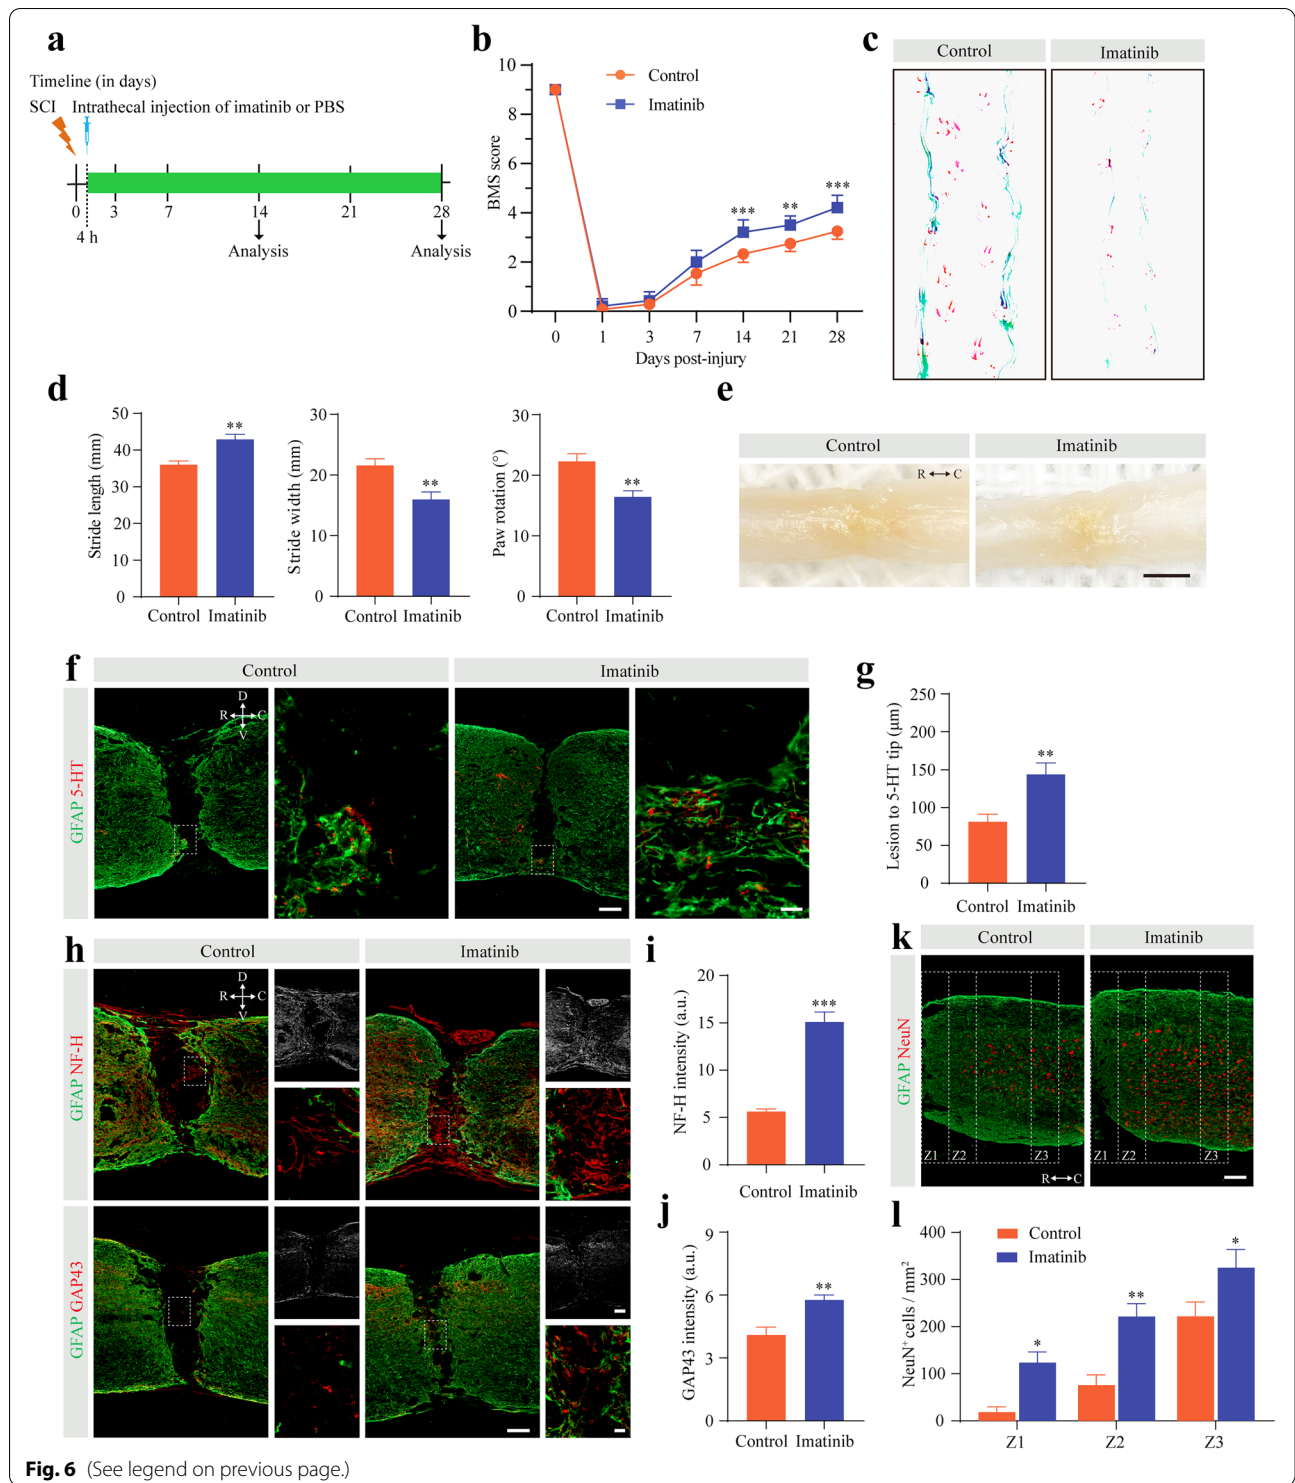 a
Timeline (in days)
SCI Intrathecal injection of imatinib or PBS
0 3 7 14 21 28
4 h
Analysis Analysis
b
Control
Imatinib
BMS score
10
8
6
4
2
0
*** ** ***
0 1 3 7 14 21 28
Days post-injury
c
Control Imatinib
d
Stride length (mm)
50
40
30
20
10
0
**
Control Imatinib
Stride width (mm)
30
20
10
0
**
Control Imatinib
Paw rotation (°)
30
20
10
0
**
Control Imatinib
e
Control Imatinib
R C
f
Control Imatinib
GFAP 5-HT
D
R C
V
g
Lesion to 5-HT tip (μm)
250
200
150
100
50
0
**
Control Imatinib
h
Control Imatinib
GFAP NF-H
D
R C
V
GFAP GAP43
i
NF-H intensity (a.u.)
20
15
10
5
0
***
Control Imatinib
j
GAP43 intensity (a.u.)
9
6
3
0
**
Control Imatinib
k
Control Imatinib
GFAP NeuN
Z1 Z2 Z3 Z1 Z2 Z3
R C
l
Control
Imatinib
NeuN⁺ cells / mm²
400
300
200
100
0
* ** *
Z1 Z2 Z3
Fig. 6 (See legend on previous page.)